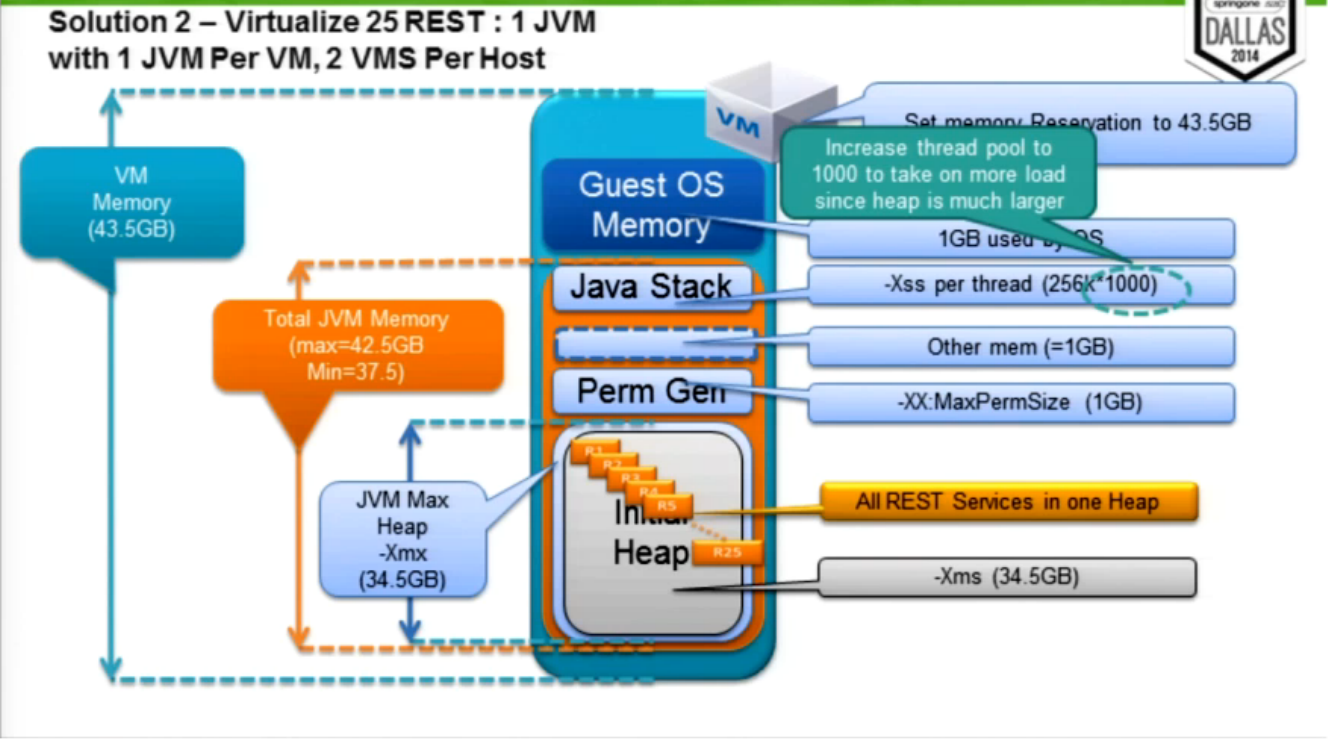 Solution 2 – Virtualize 25 REST : 1 JVM
with 1 JVM Per VM, 2 VMS Per Host
springone 2GX
DALLAS
2014
VM
Set memory Reservation to 43.5GB
Increase thread pool to
1000 to take on more load
since heap is much larger
VM
Memory
(43.5GB)
Guest OS
Memory
1GB used by OS
Java Stack
-Xss per thread (256k*1000)
Total JVM Memory
(max=42.5GB
Min=37.5)
Other mem (=1GB)
Perm Gen
-XX:MaxPermSize (1GB)
R1
R2
R3
R4
R5
R25
Initial
Heap
JVM Max
Heap
-Xmx
(34.5GB)
All REST Services in one Heap
-Xms (34.5GB)